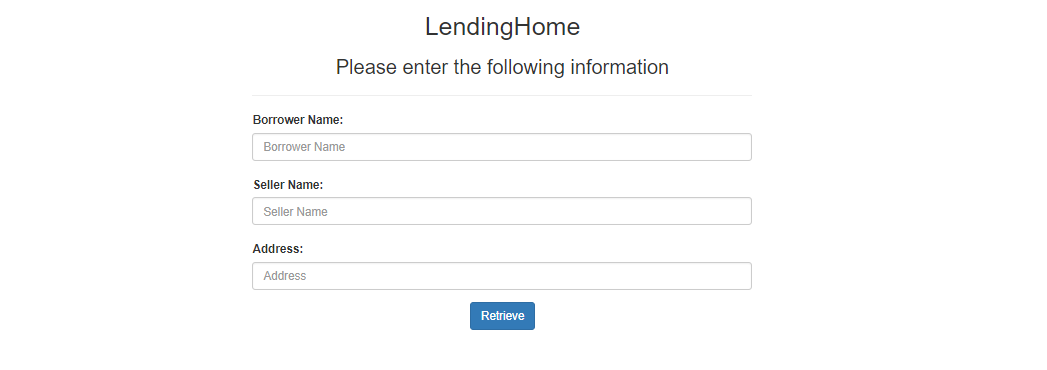 LendingHome
Please enter the following information
Borrower Name:
Borrower Name
Seller Name:
Seller Name
Address:
Address
Retrieve